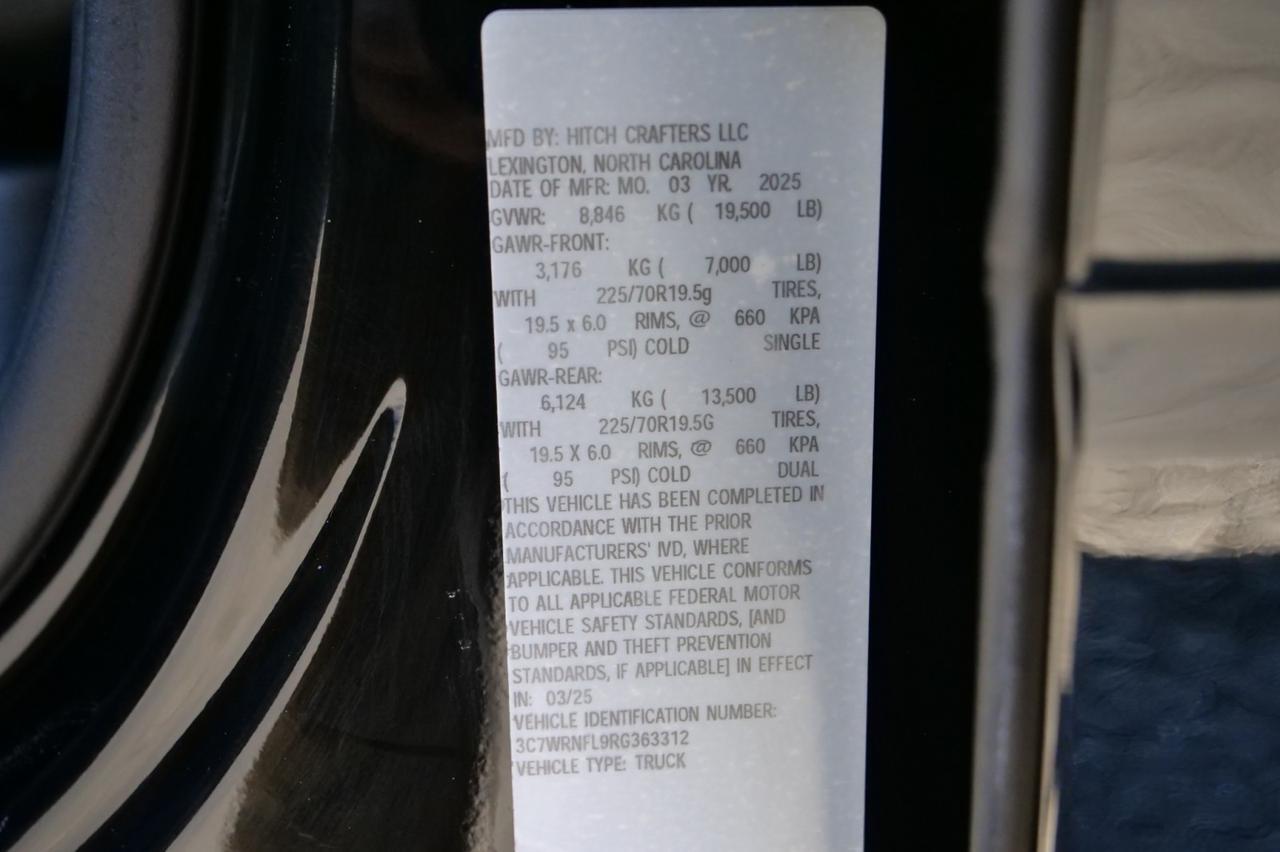 MFD BY: HITCH CRAFTERS LLC
LEXINGTON, NORTH CAROLINA
DATE OF MFR: MO. 03 YR. 2025
GVWR: 8,846 KG ( 19,500 LB)
GAWR-FRONT:
3,176 KG ( 7,000 LB)
WITH 225/70R19.5g TIRES,
19.5 x 6.0 RIMS, @ 660 KPA
( 95 PSI) COLD SINGLE
GAWR-REAR:
6,124 KG ( 13,500 LB)
WITH 225/70R19.5G TIRES,
19.5 X 6.0 RIMS, @ 660 KPA
( 95 PSI) COLD DUAL
THIS VEHICLE HAS BEEN COMPLETED IN
ACCORDANCE WITH THE PRIOR
MANUFACTURERS' IVD, WHERE
APPLICABLE. THIS VEHICLE CONFORMS
TO ALL APPLICABLE FEDERAL MOTOR
VEHICLE SAFETY STANDARDS, [AND
BUMPER AND THEFT PREVENTION
STANDARDS, IF APPLICABLE] IN EFFECT
IN: 03/25
VEHICLE IDENTIFICATION NUMBER:
3C7WRNFL9RG363312
VEHICLE TYPE: TRUCK